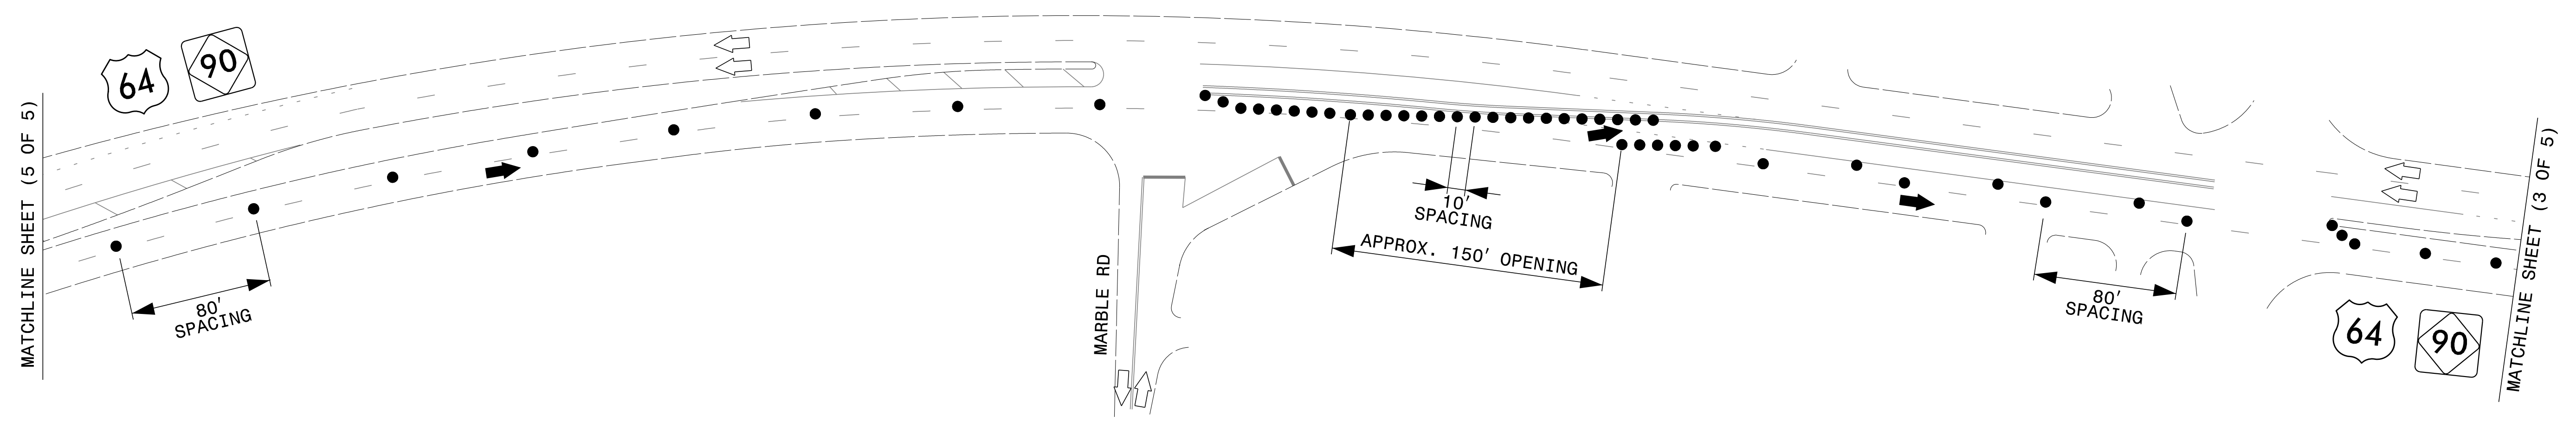 MATCHLINE SHEET (5 OF 5)
64
90
80'
SPACING
MARBLE RD
10'
SPACING
APPROX. 150' OPENING
80'
SPACING
64
90
MATCHLINE SHEET (3 OF 5)